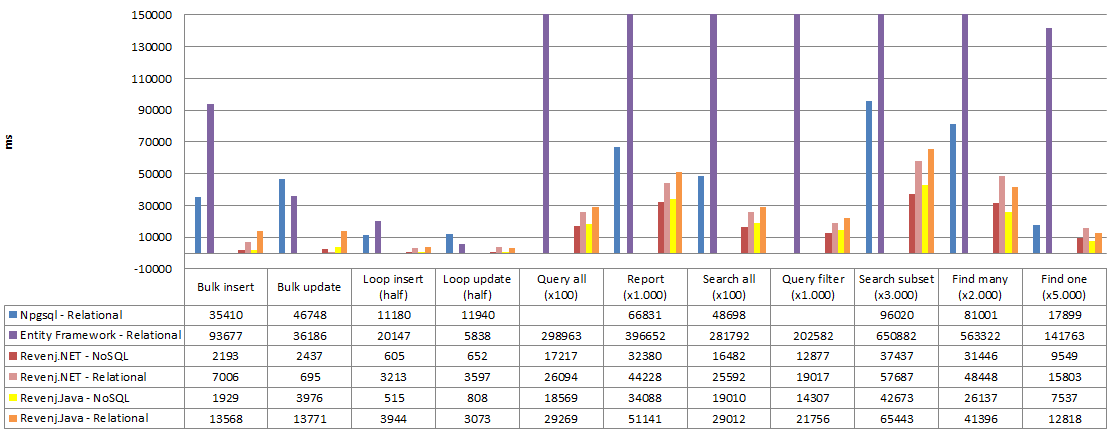 150000
130000
110000
90000
70000
50000
30000
10000
-10000
ms
Bulk insert Bulk update Loop insert (half) Loop update (half) Query all (x100) Report (x1.000) Search all (x100) Query filter (x1.000) Search subset (x3.000) Find many (x2.000) Find one (x5.000)
Npgsql - Relational 35410 46748 11180 11940 66831 48698 96020 81001 17899
Entity Framework - Relational 93677 36186 20147 5838 298963 396652 281792 202582 650882 563322 141763
Revenj.NET - NoSQL 2193 2437 605 652 17217 32380 16482 12877 37437 31446 9549
Revenj.NET - Relational 7006 695 3213 3597 26094 44228 25592 19017 57687 48448 15803
Revenj.Java - NoSQL 1929 3976 515 808 18569 34088 19010 14307 42673 26137 7537
Revenj.Java - Relational 13568 13771 3944 3073 29269 51141 29012 21756 65443 41396 12818